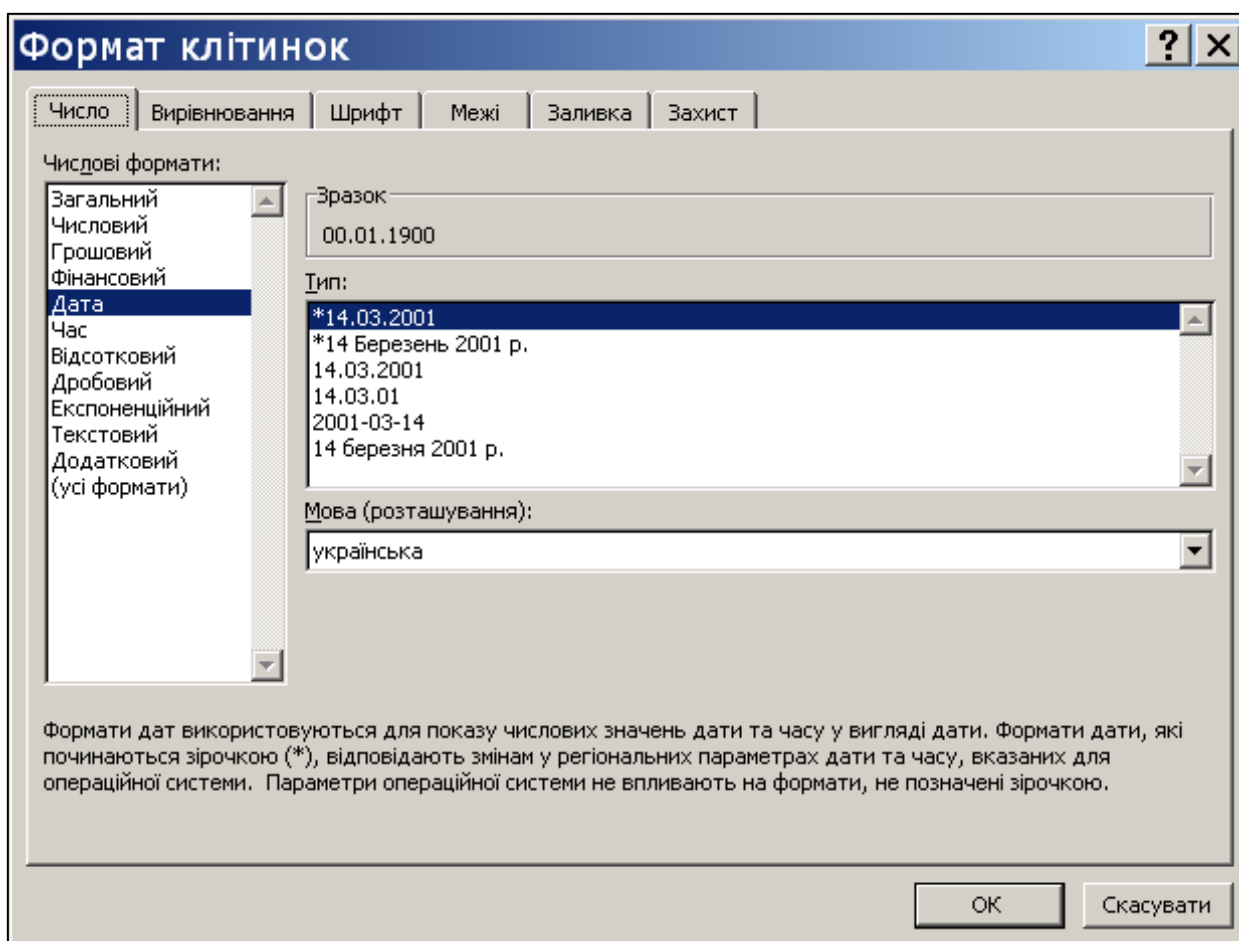 Формат клітинок
Число Вирівнювання Шрифт Межі Заливка Захист
Числові формати:
Загальний
Числовий
Грошовий
Фінансовий
Дата
Час
Відсотковий
Дробовий
Експоненційний
Текстовий
Додатковий
(усі формати)
Зразок
00.01.1900
Тип:
*14.03.2001
*14 Березень 2001 р.
14.03.2001
14.03.01
2001-03-14
14 березня 2001 р.
Мова (розташування):
українська
Формати дат використовуються для показу числових значень дати та часу у вигляді дати. Формати дати, які
починаються зірочкою (*), відповідають змінам у регіональних параметрах дати та часу, вказаних для
операційної системи. Параметри операційної системи не впливають на формати, не позначені зірочкою.
ОК Скасувати